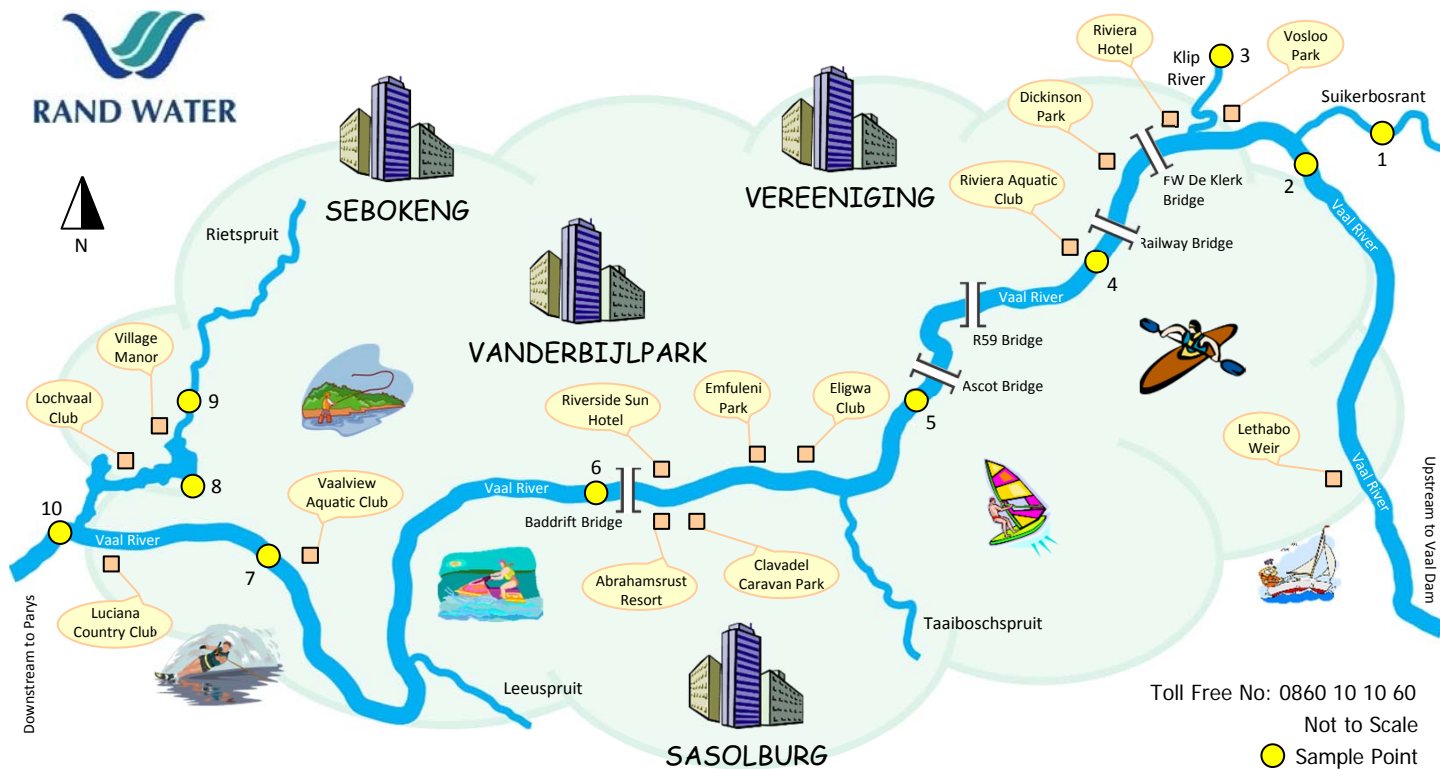 RAND WATER
N
SEBOKENG
VEREENIGING
VANDERBIJLPARK
SASOLBURG
Riviera
Hotel
Klip
River
3
Vosloo
Park
Dickinson
Park
Suikerbosrant
1
2
Riviera Aquatic
Club
FW De Klerk
Bridge
Vaal River
Railway Bridge
4
Vaal River
R59 Bridge
Ascot Bridge
5
Rietspruit
Village
Manor
Lochvaal
Club
9
8
Riverside Sun
Hotel
Emfuleni
Park
Eligwa
Club
Lethabo
Weir
Vaal River
Upstream to Vaal Dam
Vaalview
Aquatic Club
6
Vaal River
Baddrift Bridge
10
Vaal River
7
Abrahamsrust
Resort
Clavadel
Caravan Park
Luciana
Country Club
Taaiboschspruit
Leeuspruit
Downstream to Parys
Toll Free No: 0860 10 10 60
Not to Scale
Sample Point